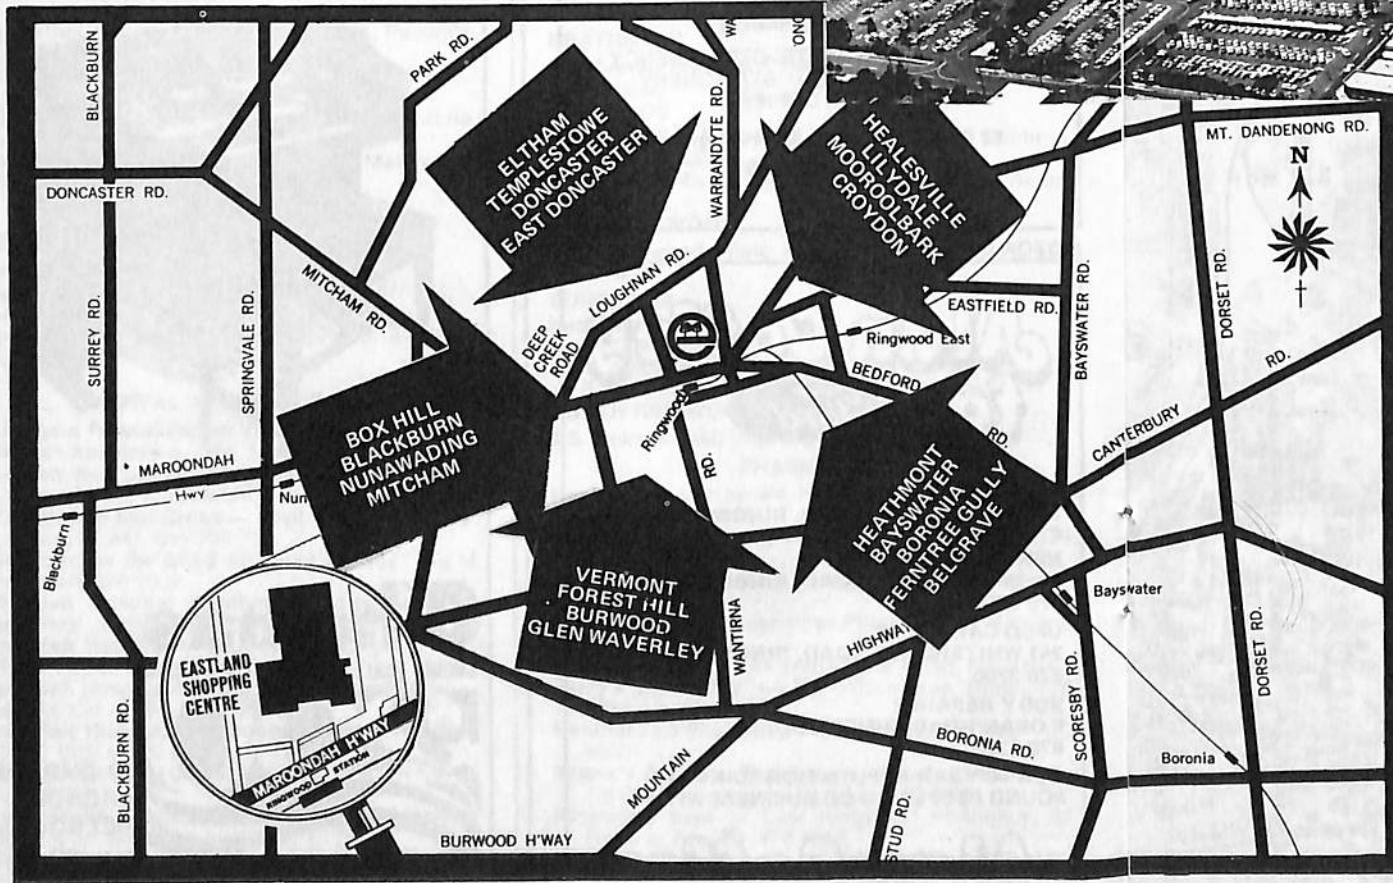 BLACKBURN
PARK RD.
WARRANDYTE RD.
MT. DANDENONG RD.
N
ELTHAM
TEMPLESTOWE
DONCASTER
EAST DONCASTER
HEALESVILLE
LILYDALE
MOOROOLBARK
CROYDON
DONCASTER RD.
MITCHAM RD.
LOUGHNAN RD.
DEEP
CREEK
ROAD
EASTFIELD RD.
BAYSWATER RD.
DORSET RD.
SURREY RD.
SPRINGVALE RD.
Ringwood East
BEDFORD
RD.
RD.
CANTERBURY
Ringwood
RD.
BOX HILL
BLACKBURN
NUNAWADING
MITCHAM
MAROONDAH
Hwy
Nun
Blackburn
HEATHMONT
BAYSWATER
BORONIA
FERNTREE GULLY
BELGRAVE
VERMONT
FOREST HILL
BURWOOD
GLEN WAVERLEY
WANTIRNA
HIGHWAY
Bayswater
DORSET RD.
SCORESBY RD.
EASTLAND
SHOPPING
CENTRE
MAROONDAH H'WAY
RINGWOOD STATION
BLACKBURN RD.
MOUNTAIN
BORONIA RD.
Boronia
STUD RD.
BURWOOD H'WAY